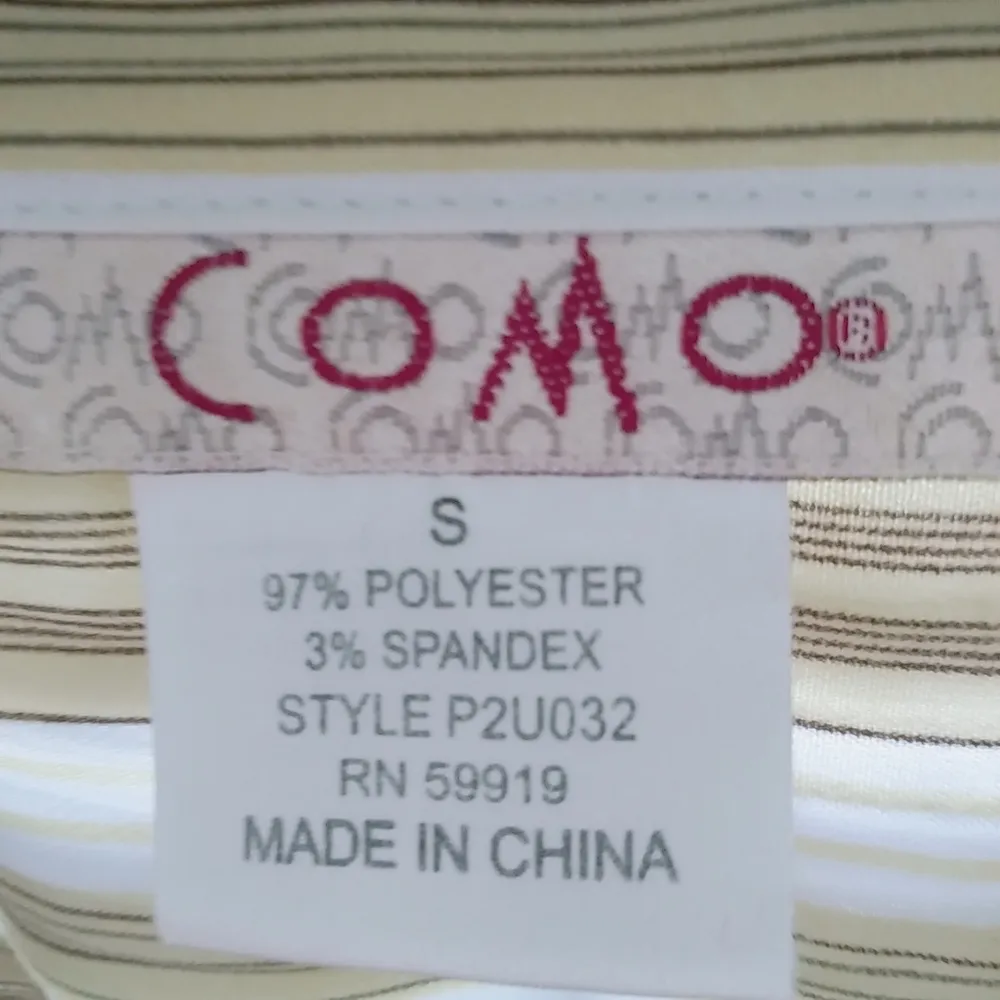 COMO®
S
97% POLYESTER
3% SPANDEX
STYLE P2U032
RN 59919
MADE IN CHINA